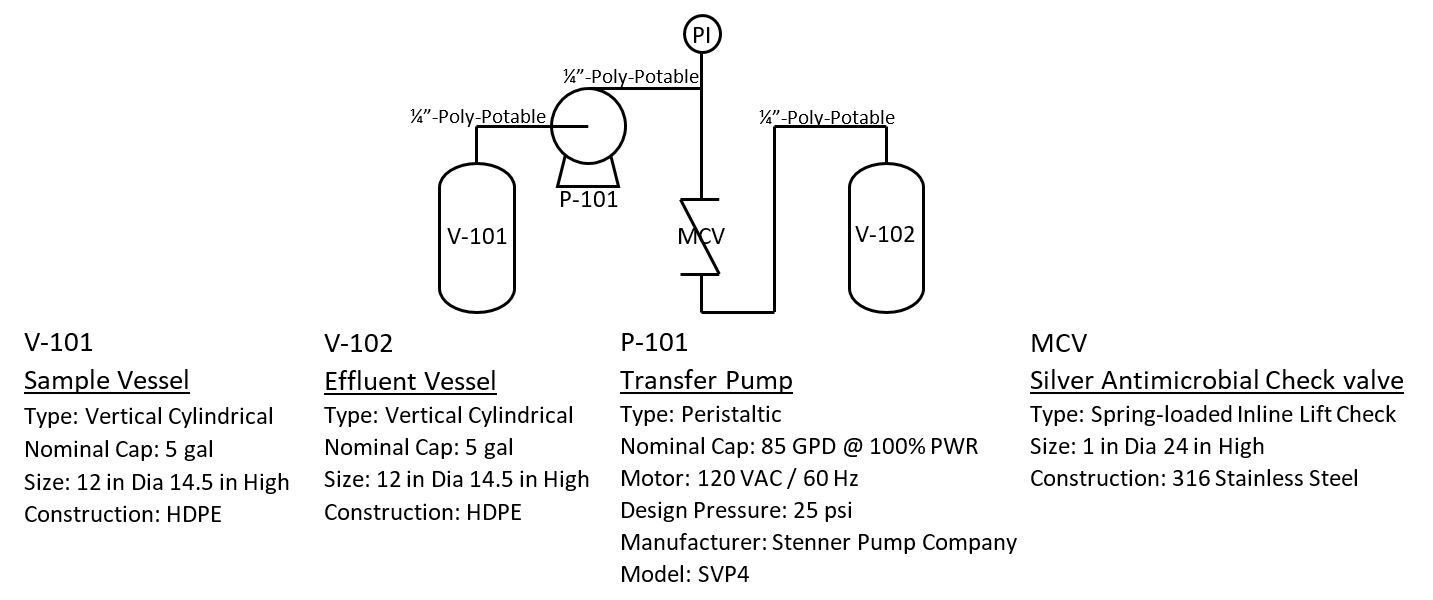 PI
¼”-Poly-Potable
¼”-Poly-Potable
¼”-Poly-Potable
P-101
V-101
MCV
V-102
V-101
Sample Vessel
Type: Vertical Cylindrical
Nominal Cap: 5 gal
Size: 12 in Dia 14.5 in High
Construction: HDPE
V-102
Effluent Vessel
Type: Vertical Cylindrical
Nominal Cap: 5 gal
Size: 12 in Dia 14.5 in High
Construction: HDPE
P-101
Transfer Pump
Type: Peristaltic
Nominal Cap: 85 GPD @ 100% PWR
Motor: 120 VAC / 60 Hz
Design Pressure: 25 psi
Manufacturer: Stenner Pump Company
Model: SVP4
MCV
Silver Antimicrobial Check valve
Type: Spring-loaded Inline Lift Check
Size: 1 in Dia 24 in High
Construction: 316 Stainless Steel